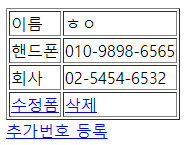 이름 ㅎㅇ
핸드폰 010-9898-6565
회사 02-5454-6532
수정폼 삭제
추가번호 등록